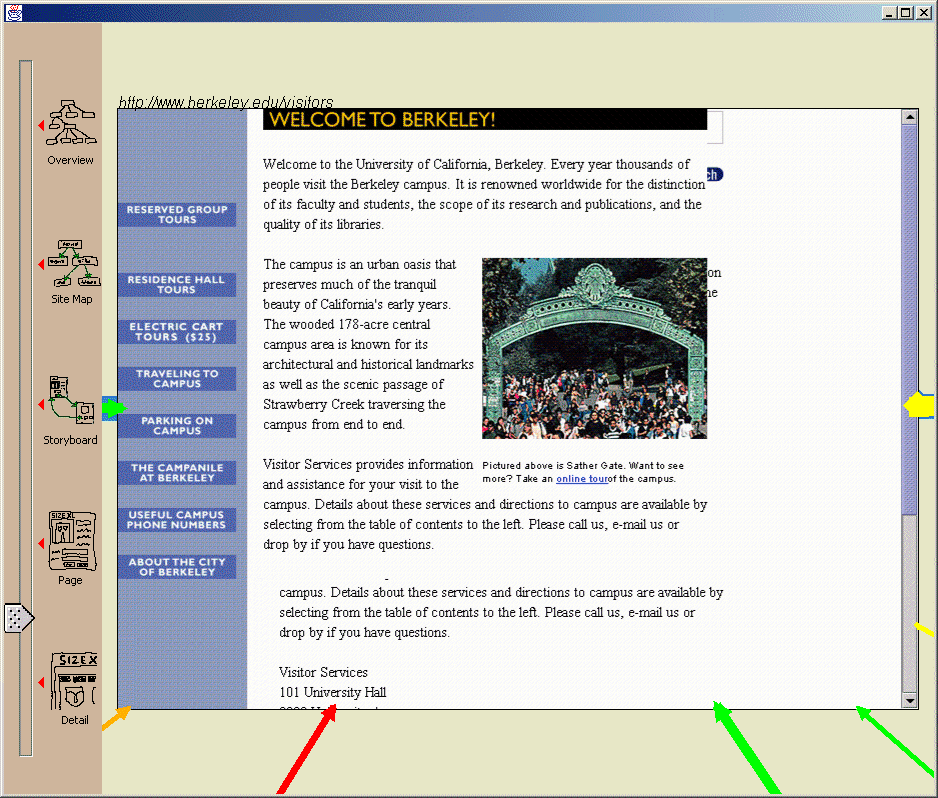 http://www.berkeley.edu/visitors
WELCOME TO BERKELEY!
Overview
Site Map
Storyboard
Page
Detail
SIZE XL
SIZE X
RESERVED GROUP
TOURS
RESIDENCE HALL
TOURS
ELECTRIC CART
TOURS ($25)
TRAVELING TO
CAMPUS
PARKING ON
CAMPUS
THE CAMPANILE
AT BERKELEY
USEFUL CAMPUS
PHONE NUMBERS
ABOUT THE CITY
OF BERKELEY
Welcome to the University of California, Berkeley. Every year thousands of
people visit the Berkeley campus. It is renowned worldwide for the distinction
of its faculty and students, the scope of its research and publications, and the
quality of its libraries.
ch
The campus is an urban oasis that
preserves much of the tranquil
beauty of California's early years.
The wooded 178-acre central
campus area is known for its
architectural and historical landmarks
as well as the scenic passage of
Strawberry Creek traversing the
campus from end to end.
on
Pictured above is Sather Gate. Want to see
more? Take an online tourof the campus.
Visitor Services provides information
and assistance for your visit to the
campus. Details about these services and directions to campus are available by
selecting from the table of contents to the left. Please call us, e-mail us or
drop by if you have questions.
campus. Details about these services and directions to campus are available by
selecting from the table of contents to the left. Please call us, e-mail us or
drop by if you have questions.
Visitor Services
101 University Hall